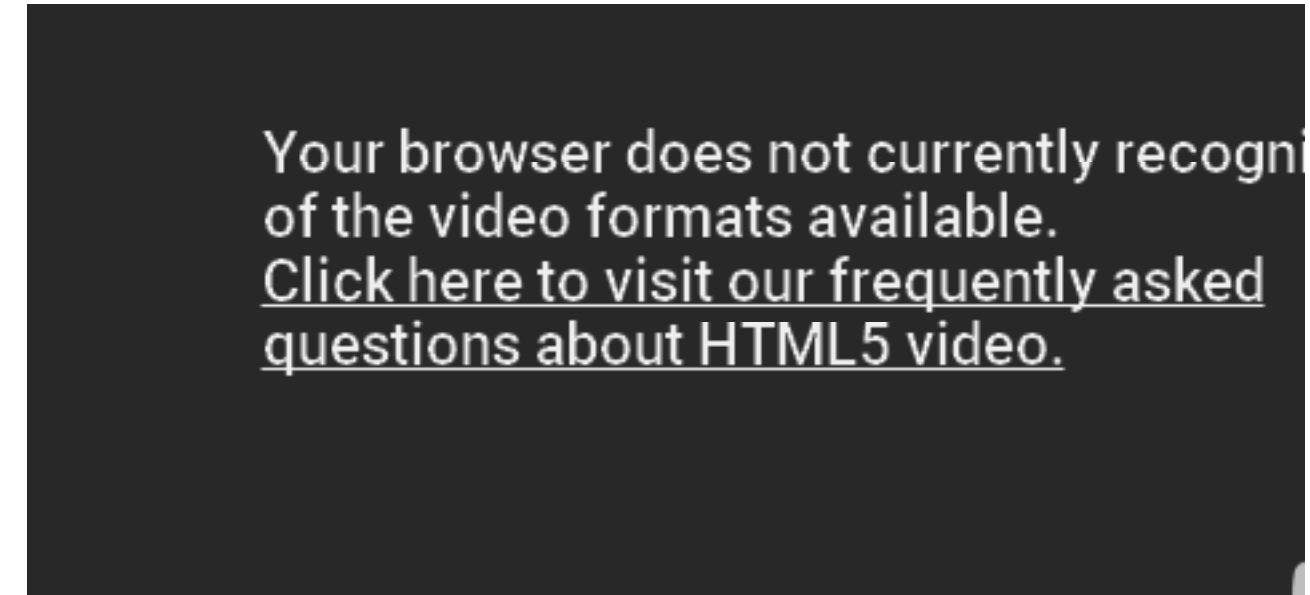 Your browser does not currently recogni
of the video formats available.
Click here to visit our frequently asked
questions about HTML5 video.